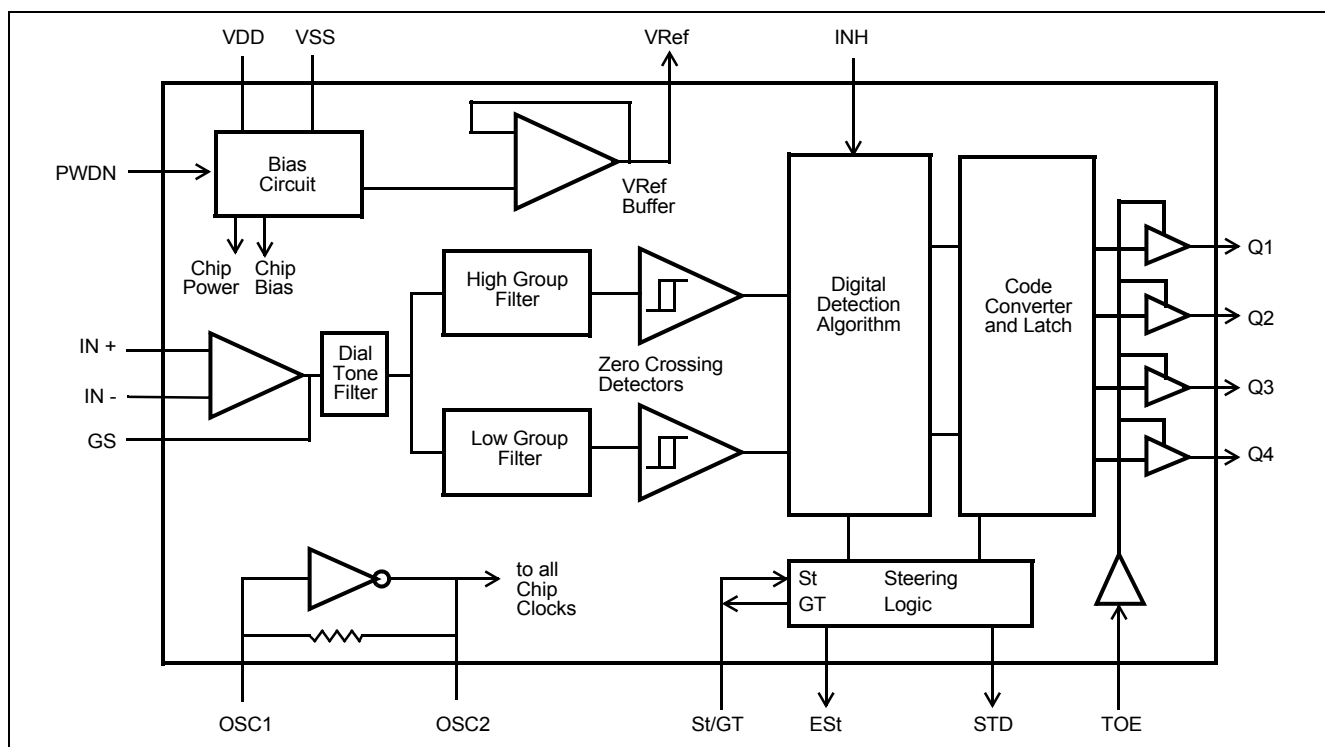 VDD
VSS
VRef
INH
PWDN
Bias
Circuit
VRef
Buffer
Chip
Power
Chip
Bias
High Group
Filter
Digital
Detection
Algorithm
Code
Converter
and Latch
Q1
Q2
Q3
Q4
IN +
IN -
GS
Dial
Tone
Filter
Zero Crossing
Detectors
Low Group
Filter
to all
Chip
Clocks
St Steering
GT Logic
OSC1
OSC2
St/GT
ESt
STD
TOE